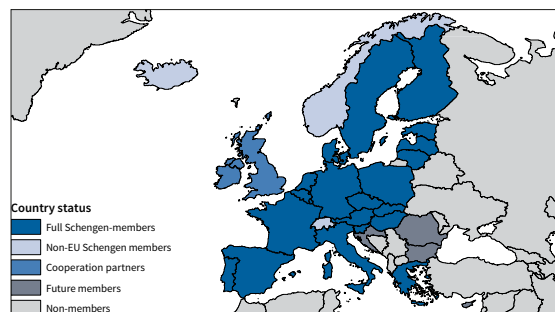 Country status
Full Schengen-members
Non-EU Schengen members
Cooperation partners
Future members
Non-members